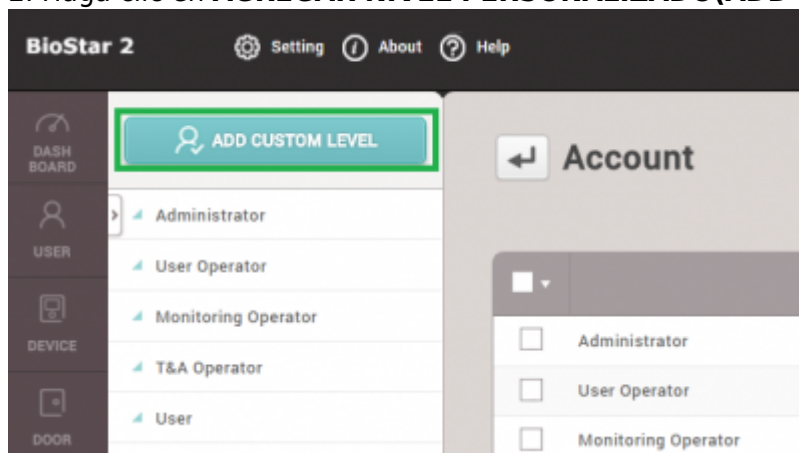 BioStar 2
Setting
About
Help
DASH
BOARD
USER
DEVICE
DOOR
ADD CUSTOM LEVEL
Administrator
User Operator
Monitoring Operator
T&A Operator
User
Account
Administrator
User Operator
Monitoring Operator